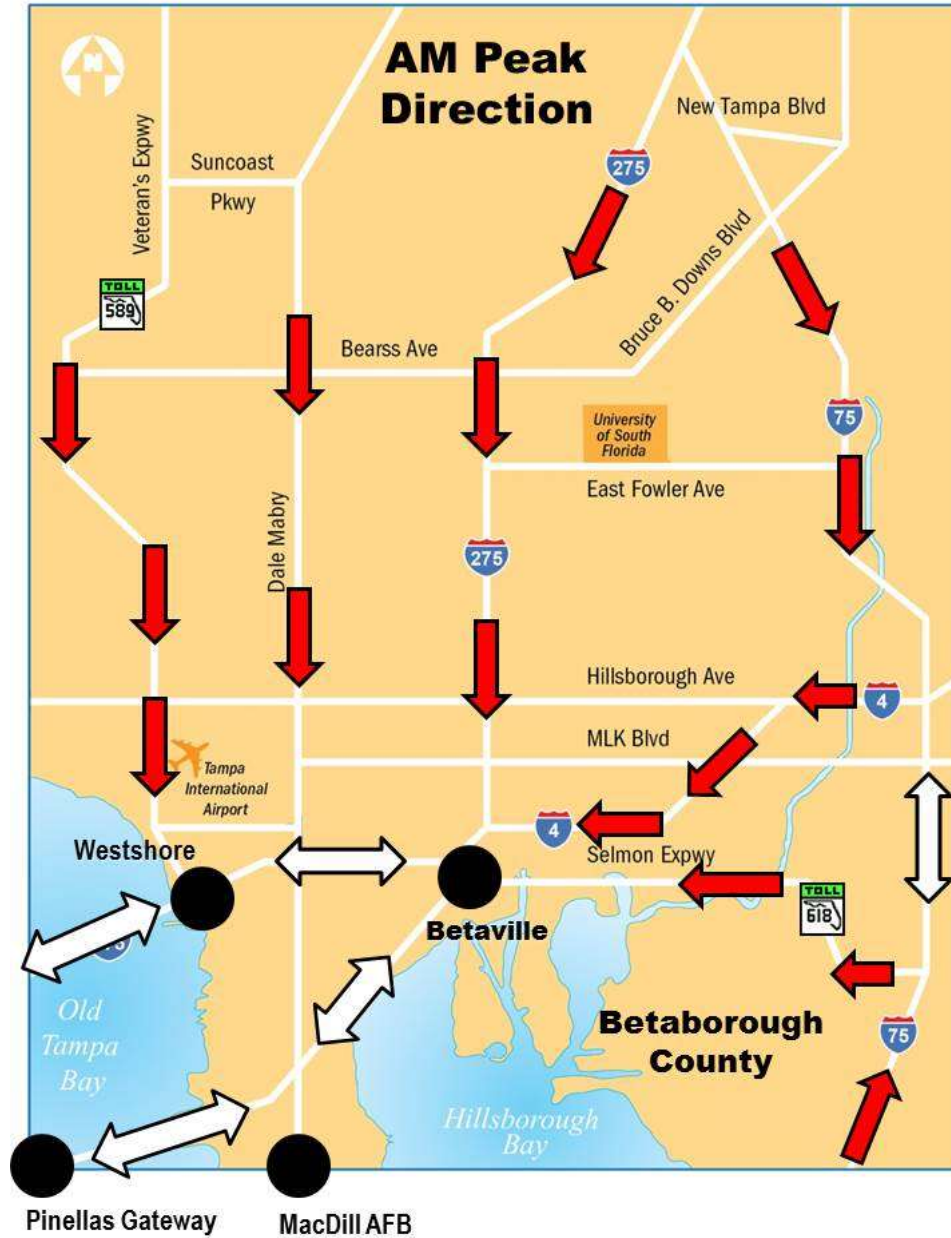 AM Peak
Direction
N
New Tampa Blvd
Veteran's Expwy
Suncoast
Pkwy
275
TOLL
589
Bruce B. Downs Blvd
Bearss Ave
University
of South
Florida
75
East Fowler Ave
Dale Mabry
275
Hillsborough Ave
4
MLK Blvd
Tampa
International
Airport
4
Westshore
Selmon Expwy
TOLL
618
Betaville
Old
Tampa
Bay
Betaborough
County
75
Hillsborough
Bay
Pinellas Gateway
MacDill AFB